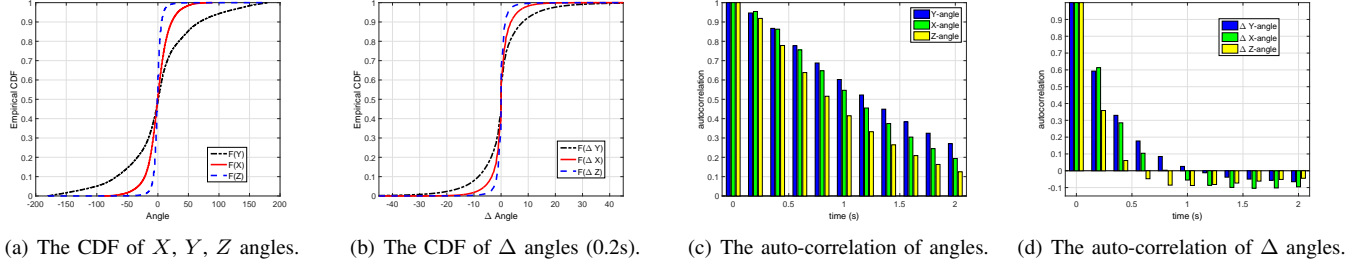 1
0.9
0.8
0.7
0.6
0.5
0.4
0.3
0.2
0.1
0
Empirical CDF
F(Y)
F(X)
F(Z)
-200 -150 -100 -50 0 50 100 150 200
Angle
(a) The CDF of X, Y, Z angles.
1
0.9
0.8
0.7
0.6
0.5
0.4
0.3
0.2
0.1
0
Empirical CDF
F(Δ Y)
F(Δ X)
F(Δ Z)
-40 -30 -20 -10 0 10 20 30 40
Δ Angle
(b) The CDF of Δ angles (0.2s).
1
0.9
0.8
0.7
0.6
0.5
0.4
0.3
0.2
0.1
0
autocorrelation
Y-angle
X-angle
Z-angle
0 0.5 1 1.5 2
time (s)
(c) The auto-correlation of angles.
1
0.9
0.8
0.7
0.6
0.5
0.4
0.3
0.2
0.1
0
-0.1
autocorrelation
Δ Y-angle
Δ X-angle
Δ Z-angle
0 0.5 1 1.5 2
time (s)
(d) The auto-correlation of Δ angles.